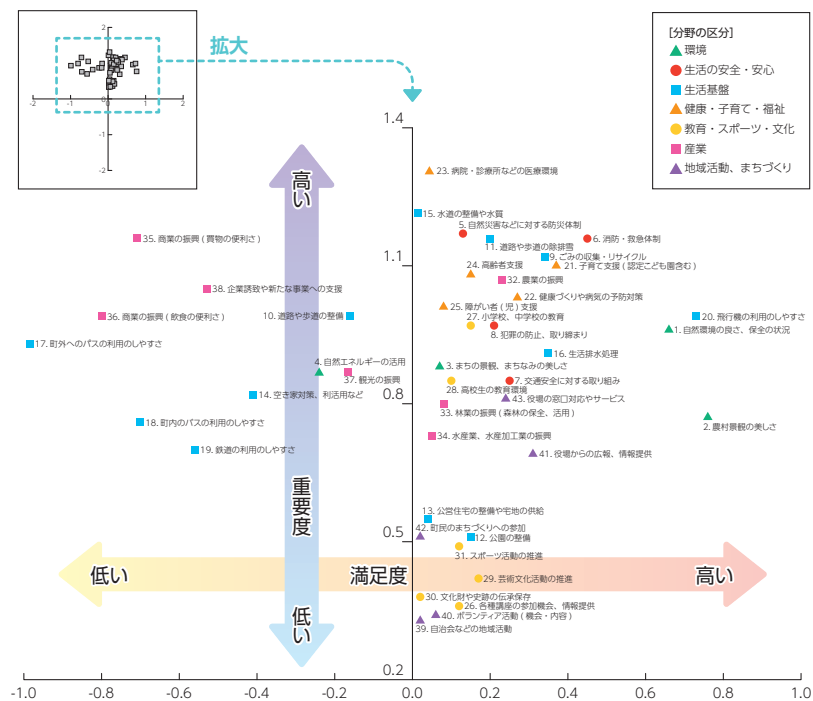 2
1
-2
-1
0
1
2
-1
-2
拡大
[分野の区分]
環境
生活の安全・安心
生活基盤
健康・子育て・福祉
教育・スポーツ・文化
産業
地域活動、まちづくり
1.4
高い
23. 病院・診療所などの医療環境
15. 水道の整備や水質
5. 自然災害などに対する防災体制
35. 商業の振興 ( 買物の便利さ )
6. 消防・救急体制
11. 道路や歩道の除排雪
9. ごみの収集・リサイクル
1.1
24. 高齢者支援
21. 子育て支援 ( 認定こども園含む )
32. 農業の振興
38. 企業誘致や新たな事業への支援
22. 健康づくりや病気の予防対策
25. 障がい者 ( 児 ) 支援
36. 商業の振興 ( 飲食の便利さ )
10. 道路や歩道の整備
27. 小学校、中学校の教育
20. 飛行機の利用のしやすさ
1. 自然環境の良さ、保全の状況
8. 犯罪の防止、取り締まり
17. 町外へのバスの利用のしやすさ
16. 生活排水処理
4. 自然エネルギーの活用
3. まちの景観、まちなみの美しさ
37. 観光の振興
7. 交通安全に対する取り組み
28. 高校生の教育環境
14. 空き家対策、利活用など
43. 役場の窓口対応やサービス
0.8
33. 林業の振興 ( 森林の保全、活用 )
18. 町内のバスの利用のしやすさ
2. 農村景観の美しさ
34. 水産業、水産加工業の振興
19. 鉄道の利用のしやすさ
41. 役場からの広報、情報提供
重要度
13. 公営住宅の整備や宅地の供給
42. 町民のまちづくりへの参加
0.5
12. 公園の整備
31. スポーツ活動の推進
低い
満足度
29. 芸術文化活動の推進
高い
30. 文化財や史跡の伝承保存
26. 各種講座の参加機会、情報提供
低い
40. ボランティア活動 ( 機会・内容 )
39. 自治会などの地域活動
0.2
-1.0
-0.8
-0.6
-0.4
-0.2
0.0
0.2
0.4
0.6
0.8
1.0